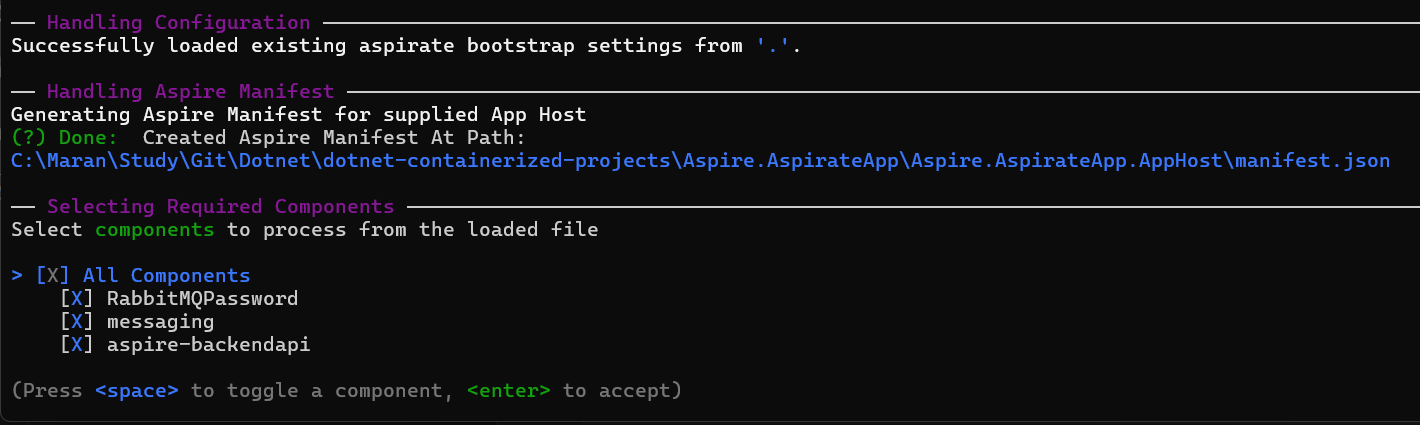 Handling Configuration
Successfully loaded existing aspirate bootstrap settings from '.'.
Handling Aspire Manifest
Generating Aspire Manifest for supplied App Host
(?) Done:  Created Aspire Manifest At Path:
C:\Maran\Study\Git\Dotnet\dotnet-containerized-projects\Aspire.AspirateApp\Aspire.AspirateApp.AppHost\manifest.json
Selecting Required Components
Select components to process from the loaded file
> [X] All Components
[X] RabbitMQPassword
[X] messaging
[X] aspire-backendapi
(Press <space> to toggle a component, <enter> to accept)